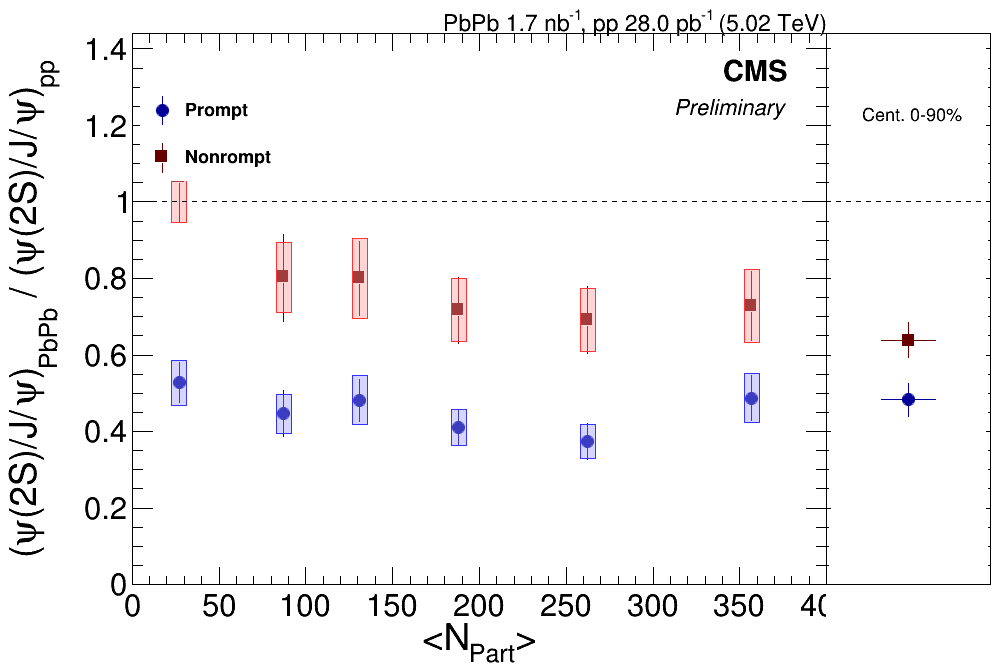 PbPb 1.7 nb⁻¹, pp 28.0 pb⁻¹ (5.02 TeV)
CMS
Preliminary
Cent. 0-90%
Prompt
Nonrompt
(ψ(2S)/J/ψ)PbPb / (ψ(2S)/J/ψ)pp
1.4
1.2
1
0.8
0.6
0.4
0.2
0
0 50 100 150 200 250 300 350 40
<NPart>